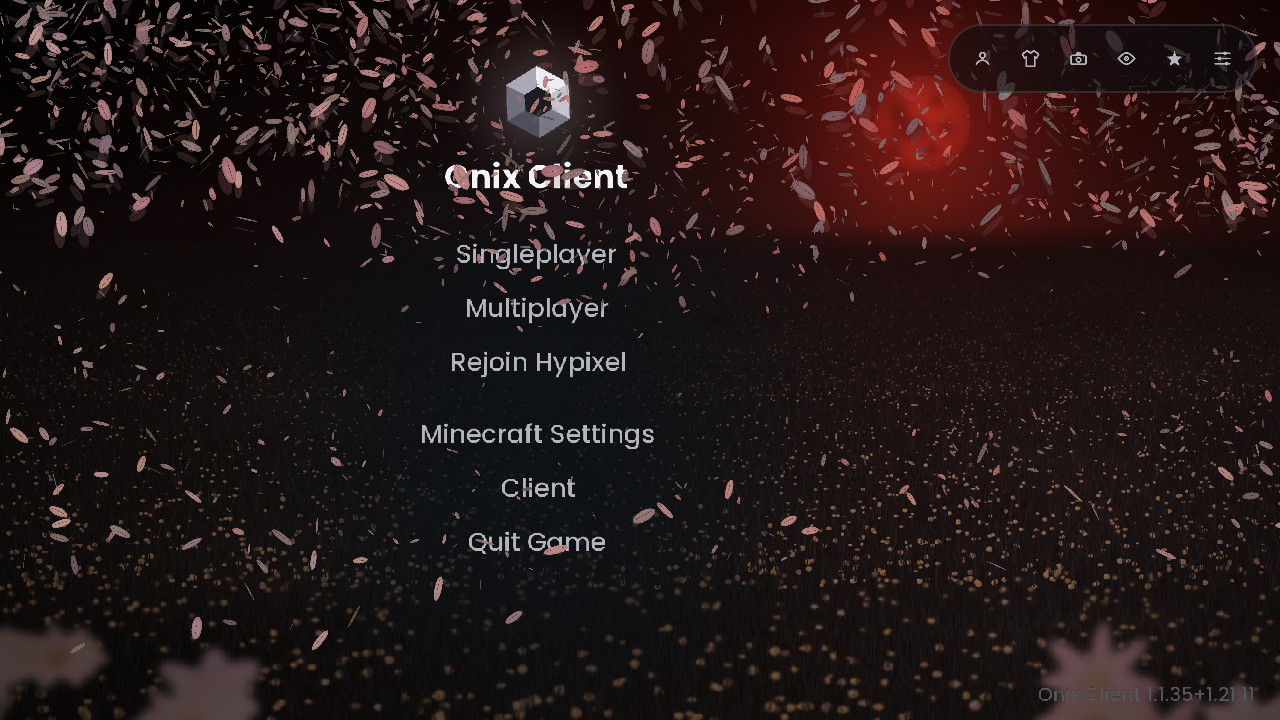 Onix Client
Singleplayer
Multiplayer
Rejoin Hypixel
Minecraft Settings
Client
Quit Game
Onix Client 1.1.35+1.21.11